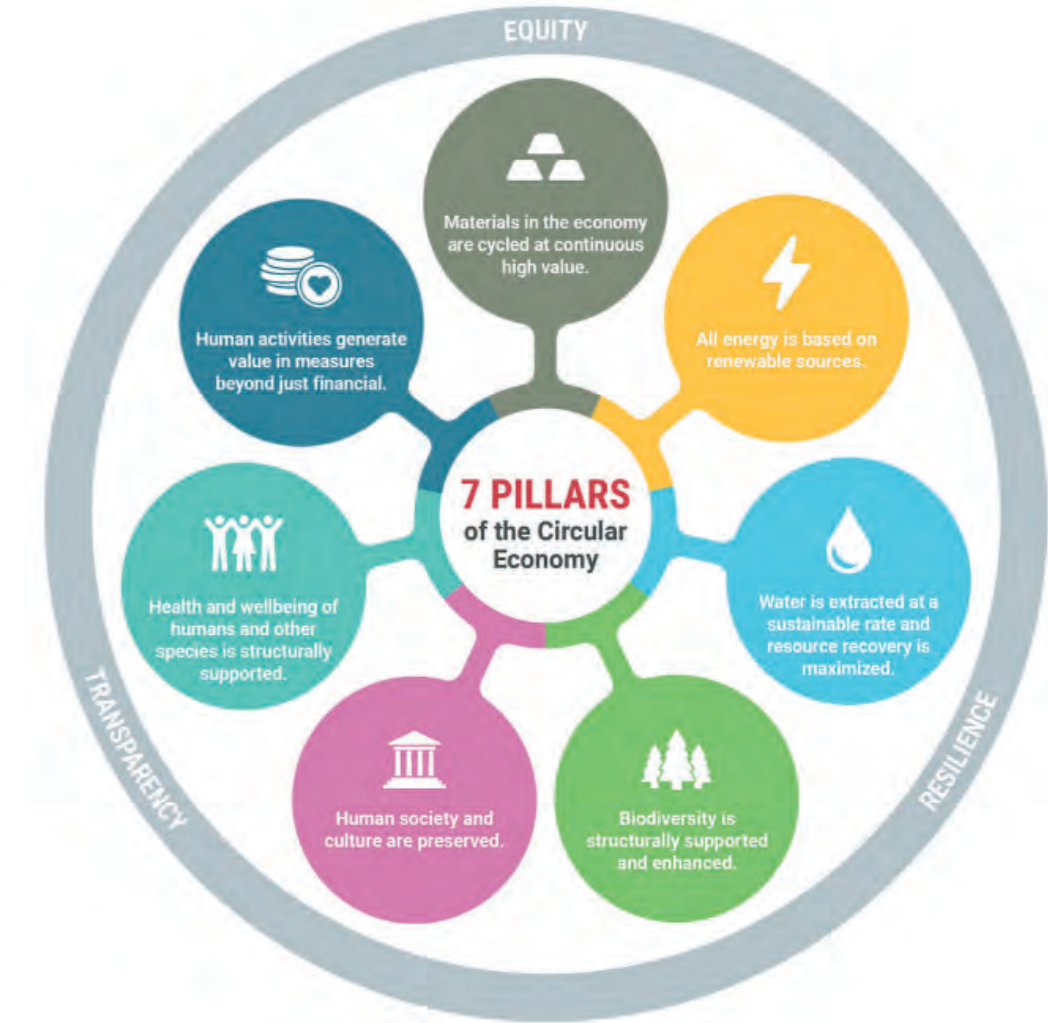 EQUITY
Materials in the economy
are cycled at continuous
high value.
All energy is based on
renewable sources.
Water is extracted at a
sustainable rate and
resource recovery is
maximized.
Biodiversity is
structurally supported
and enhanced.
Human society and
culture are preserved.
Health and wellbeing of
humans and other
species is structurally
supported.
Human activities generate
value in measures
beyond just financial.
7 PILLARS
of the Circular
Economy
RESILIENCE
TRANSPARENCY